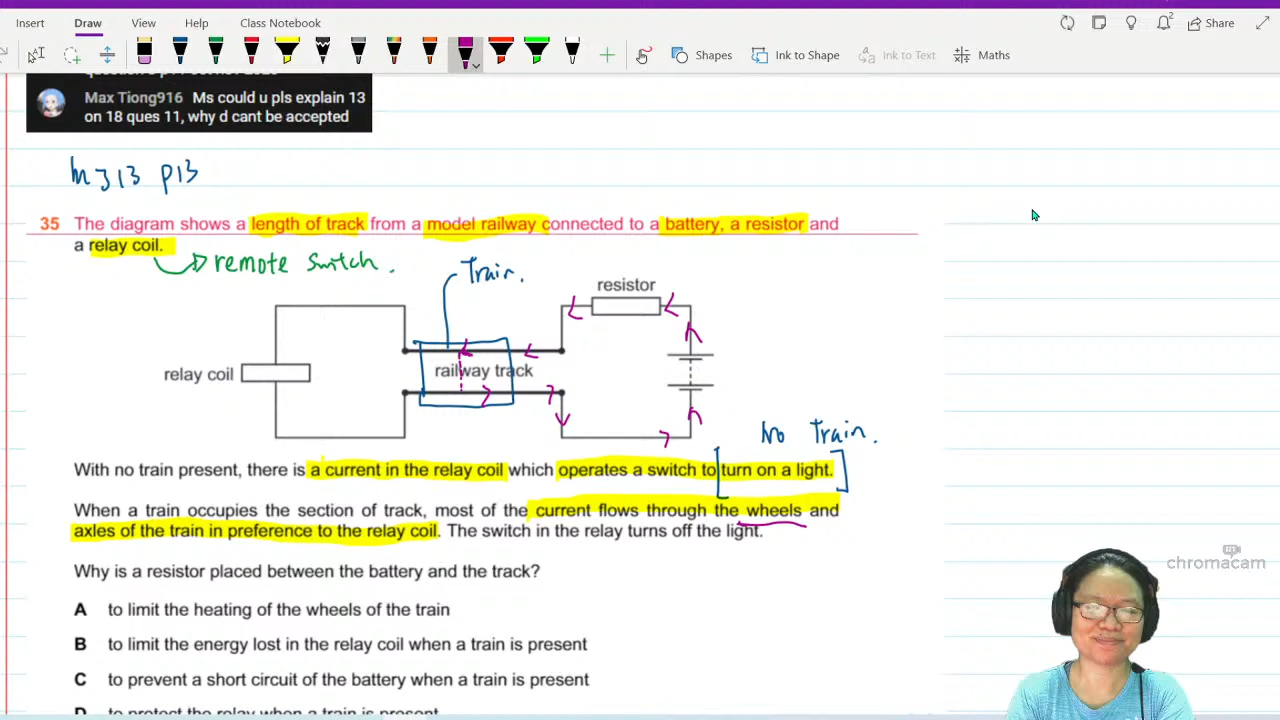 Insert Draw View Help Class Notebook Share
Shapes Ink to Shape Ink to Text Maths
Max Tiong916 Ms could u pls explain 13
on 18 ques 11, why d cant be accepted
mj13 p13
35 The diagram shows a length of track from a model railway connected to a battery, a resistor and
a relay coil.
remote switch.
Train.
resistor
relay coil
railway track
No Train.
With no train present, there is a current in the relay coil which operates a switch to turn on a light.
When a train occupies the section of track, most of the current flows through the wheels and
axles of the train in preference to the relay coil. The switch in the relay turns off the light.
chromacam
Why is a resistor placed between the battery and the track?
A to limit the heating of the wheels of the train
B to limit the energy lost in the relay coil when a train is present
C to prevent a short circuit of the battery when a train is present
D to protect the relay when a train is present